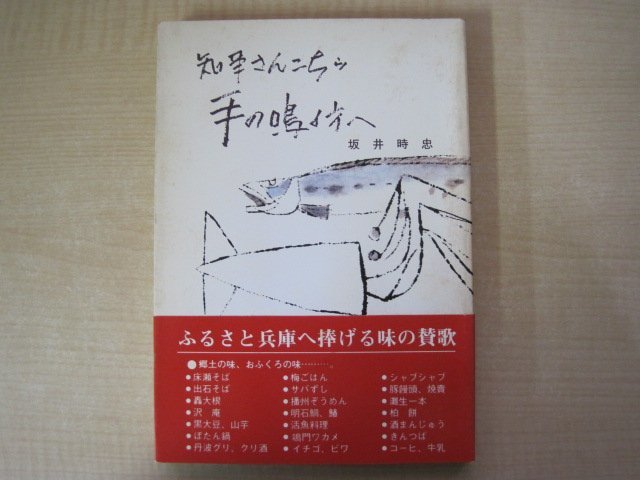 知事さんこちら
手の鳴る方へ
坂井時忠
ふるさと兵庫へ捧げる味の賛歌
●郷土の味、おふくろの味………。
●床瀬そば
●出石そば
●轟大根
●沢庵
●黒大豆、山芋
●ぼたん鍋
●丹波グリ、クリ酒
●梅ごはん
●サバずし
●播州ぞうめん
●明石鯛、鱆
●活魚料理
●鳴門ワカメ
●イチゴ、ビワ
●シャブシャブ
●豚饅頭、焼売
●灘生一本
●柏餅
●酒まんじゅう
●きんつば
●コーヒ、牛乳